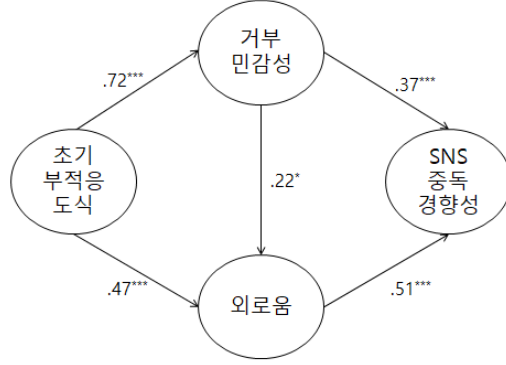 거부
민감성
.72***
.37***
초기
부적응
도식
.22*
SNS
중독
경향성
.47***
외로움
.51***